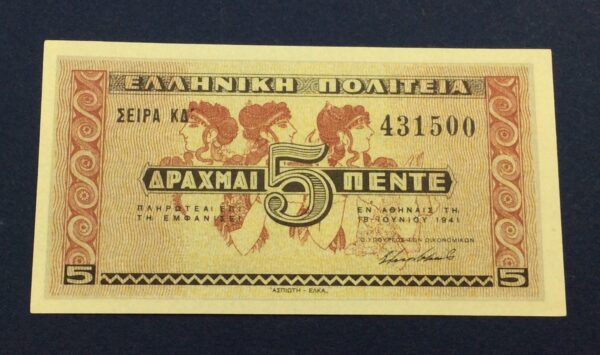 ΕΛΛΗΝΙΚΗ ΠΟΛΙΤΕΙΑ
ΣΕΙΡΑ ΚΔ' 431500
ΔΡΑΧΜΑΙ 5 ΠΕΝΤΕ
ΠΛΗΡΩΤΕΑΙ ΕΠΙ ΕΝ ΑΘΗΝΑΙΣ ΤΗ
ΤΗ ΕΜΦΑΝΙΣΕΙ 18 ΙΟΥΝΙΟΥ 1941
Ο ΥΠΟΥΡΓΟΣ ΤΩΝ ΟΙΚΟΝΟΜΙΚΩΝ
5 5
"ΑΣΠΙΩΤΗ - ΕΛΚΑ"